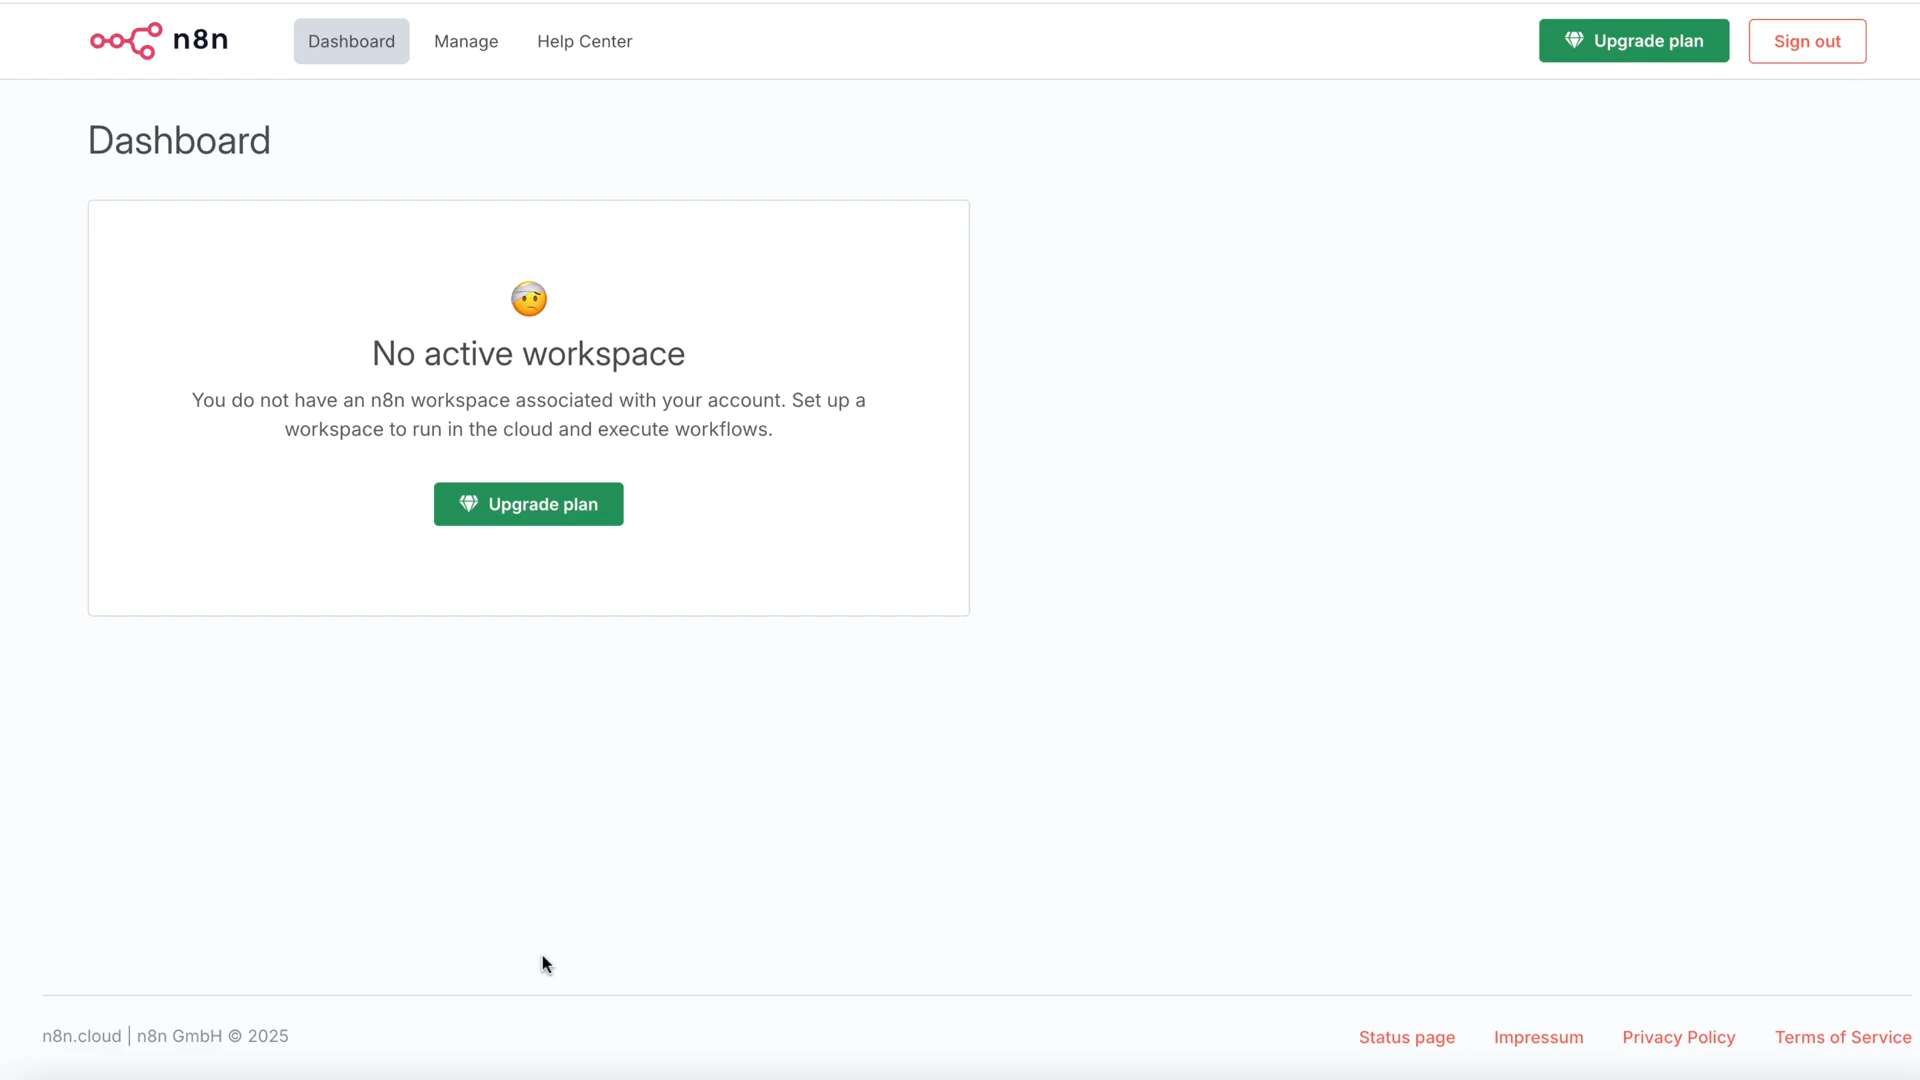 n8n
Dashboard
Manage
Help Center
Upgrade plan
Sign out
Dashboard
No active workspace
You do not have an n8n workspace associated with your account. Set up a
workspace to run in the cloud and execute workflows.
Upgrade plan
n8n.cloud | n8n GmbH © 2025
Status page
Impressum
Privacy Policy
Terms of Service